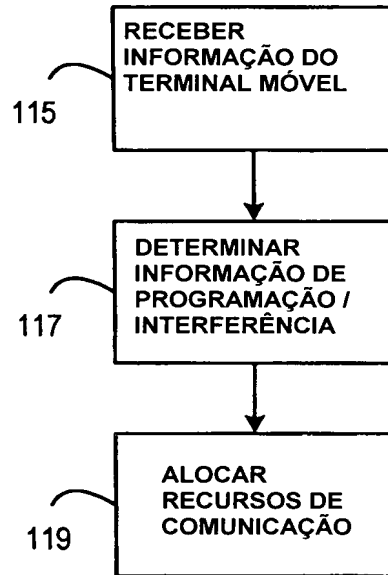 RECEBER
INFORMAÇÃO DO
TERMINAL MÓVEL
115
DETERMINAR
INFORMAÇÃO DE
PROGRAMAÇÃO /
INTERFERÊNCIA
117
ALOCAR
RECURSOS DE
COMUNICAÇÃO
119